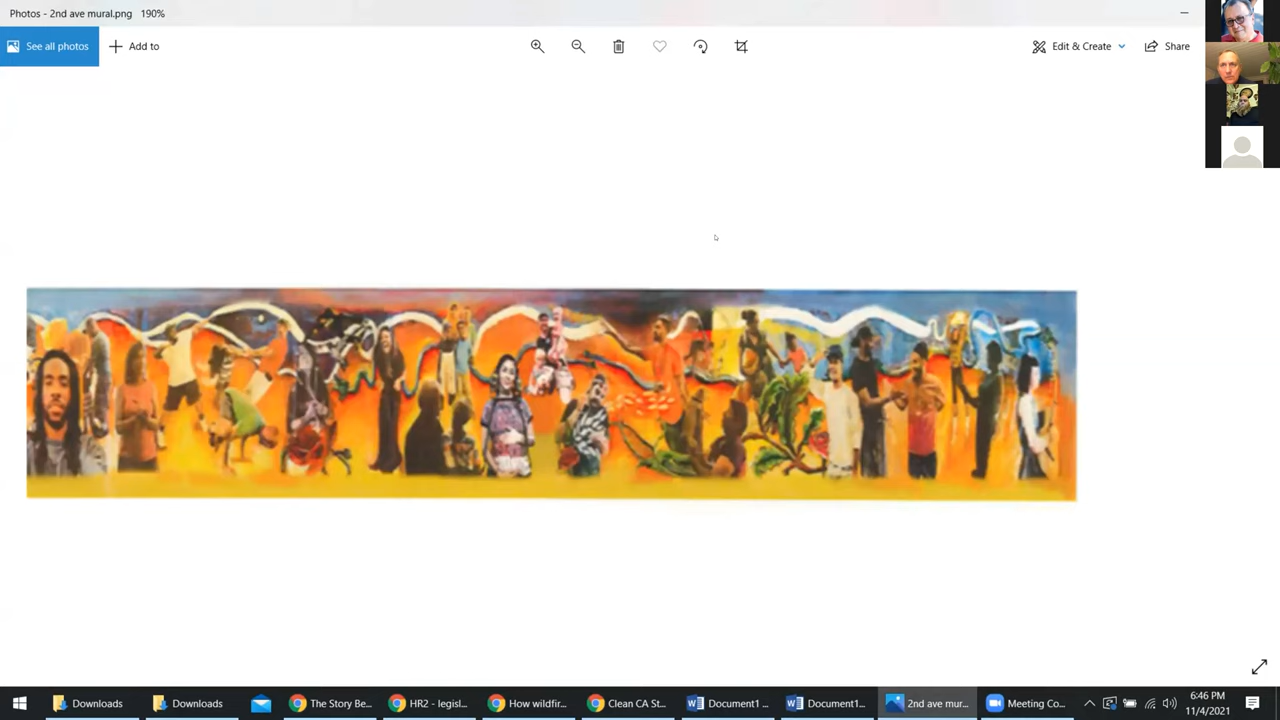 Photos - 2nd ave mural.png 190%
See all photos
Add to
Edit & Create
Share
Downloads
Downloads
The Story Be...
HR2 - legisl...
How wildfir...
Clean CA St...
Document1 ...
Document1...
2nd ave mur...
Meeting Co...
6:46 PM
11/4/2021